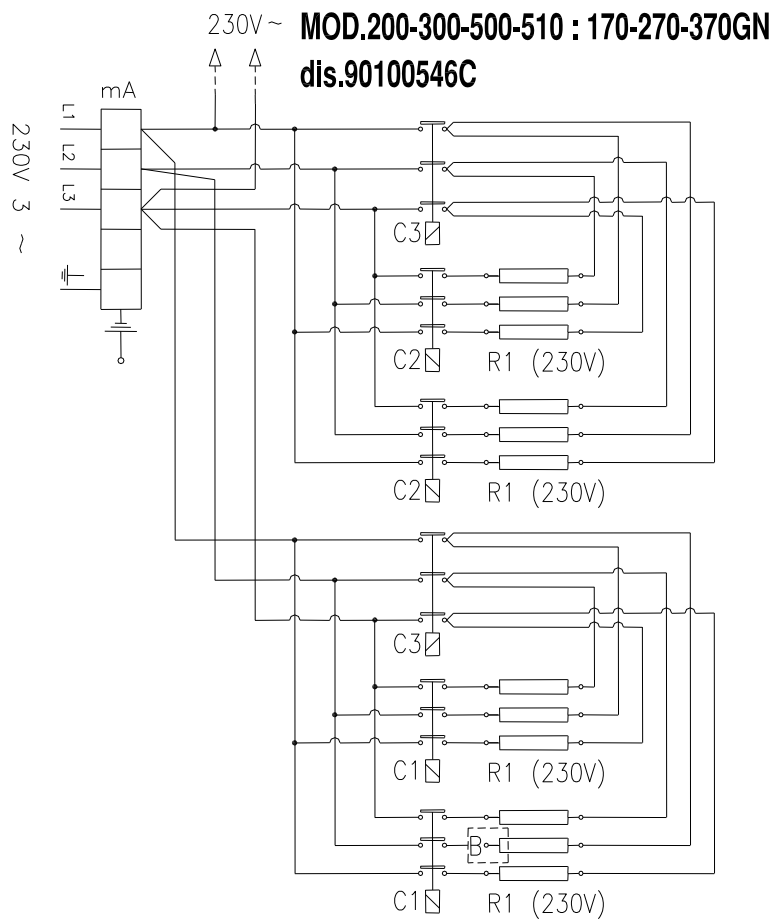 230V~ MOD.200-300-500-510 : 170-270-370GN
dis.90100546C
mA
L1
L2
L3
230V 3 ~
C3
C2 R1 (230V)
C2 R1 (230V)
C3
C1 R1 (230V)
B
C1 R1 (230V)